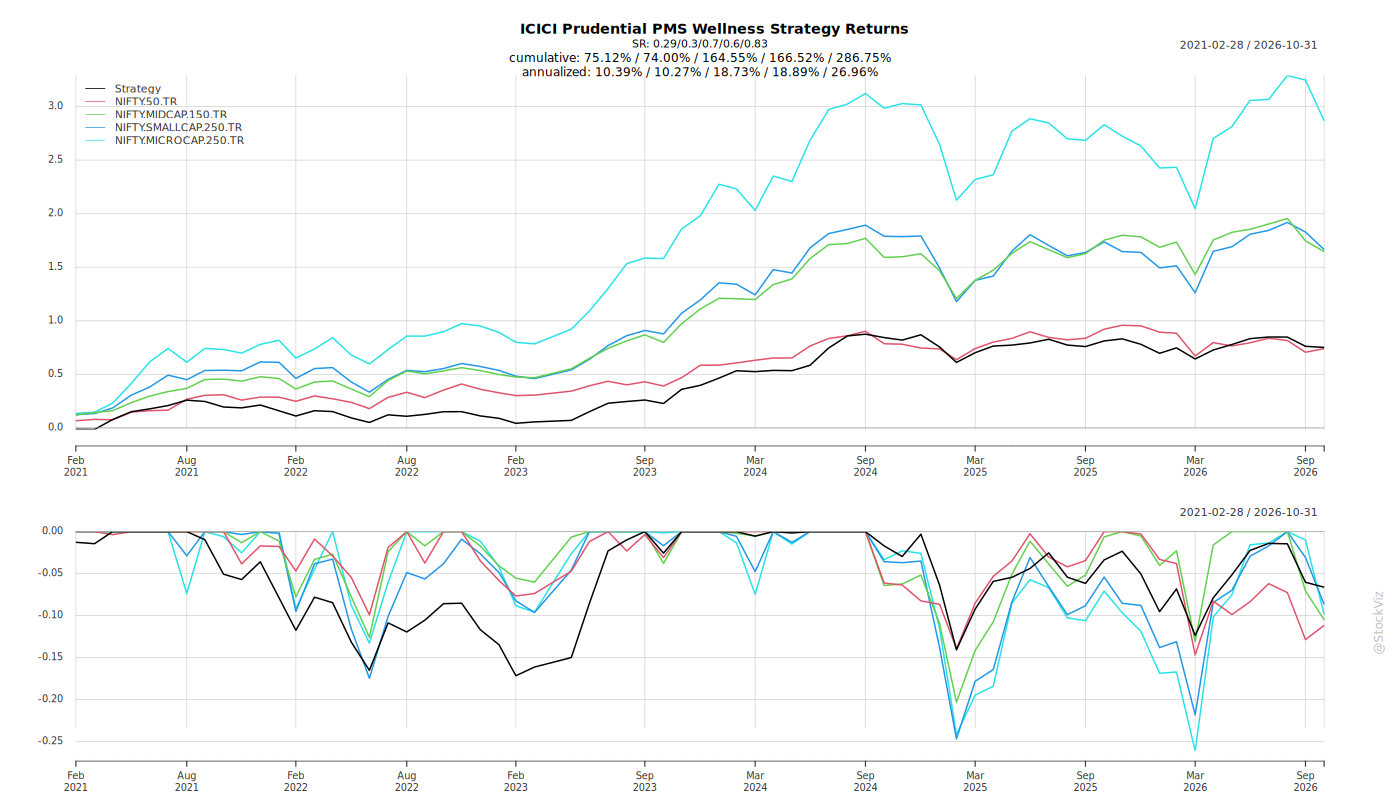 ICICI Prudential PMS Wellness Strategy Returns
SR: 0.29/0.3/0.7/0.6/0.83
cumulative: 75.12% / 74.00% / 164.55% / 166.52% / 286.75%
annualized: 10.39% / 10.27% / 18.73% / 18.89% / 26.96%
2021-02-28 / 2026-10-31
Strategy
NIFTY.50.TR
NIFTY.MIDCAP.150.TR
NIFTY.SMALLCAP.250.TR
NIFTY.MICROCAP.250.TR
3.0
2.5
2.0
1.5
1.0
0.5
0.0
Feb 2021
Aug 2021
Feb 2022
Aug 2022
Feb 2023
Sep 2023
Mar 2024
Sep 2024
Mar 2025
Sep 2025
Mar 2026
Sep 2026
2021-02-28 / 2026-10-31
0.00
-0.05
-0.10
-0.15
-0.20
-0.25
Feb 2021
Aug 2021
Feb 2022
Aug 2022
Feb 2023
Sep 2023
Mar 2024
Sep 2024
Mar 2025
Sep 2025
Mar 2026
Sep 2026
@StockViz